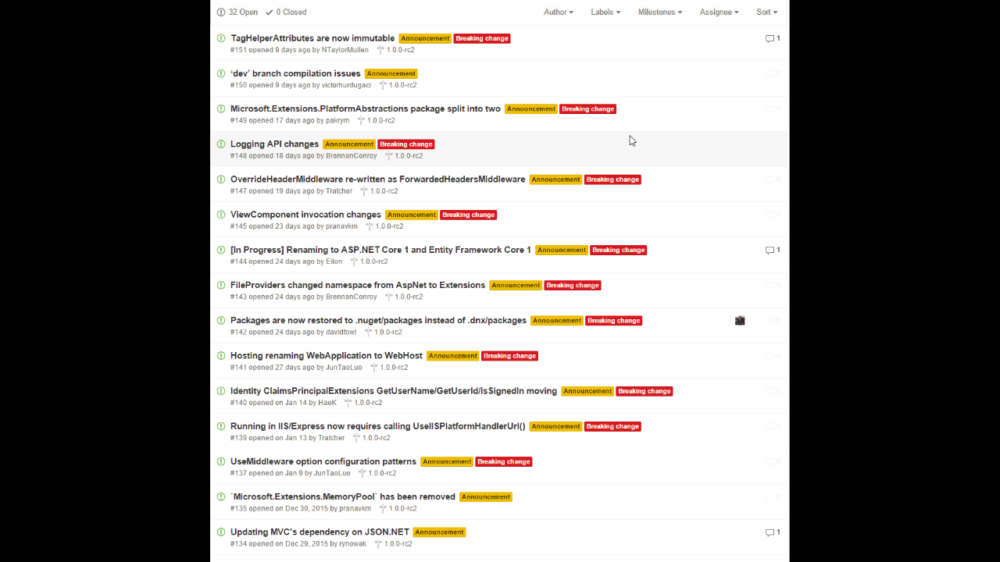 32 Open 0 Closed Author Labels Milestones Assignee Sort
TagHelperAttributes are now immutable Announcement Breaking change 1
#151 opened 9 days ago by NTaylorMullen 1.0.0-rc2
‘dev’ branch compilation issues Announcement 0
#150 opened 9 days ago by victorhurdugaci 1.0.0-rc2
Microsoft.Extensions.PlatformAbstractions package split into two Announcement Breaking change 0
#149 opened 17 days ago by pakrym 1.0.0-rc2
Logging API changes Announcement Breaking change
#148 opened 18 days ago by BrennanConroy 1.0.0-rc2
OverrideHeaderMiddleware re-written as ForwardedHeadersMiddleware Announcement Breaking change 0
#147 opened 19 days ago by Tratcher 1.0.0-rc2
ViewComponent invocation changes Announcement Breaking change 0
#145 opened 23 days ago by pranavkm 1.0.0-rc2
[In Progress] Renaming to ASP.NET Core 1 and Entity Framework Core 1 Announcement Breaking change 1
#144 opened 24 days ago by Eilon 1.0.0-rc2
FileProviders changed namespace from AspNet to Extensions Announcement Breaking change 0
#143 opened 24 days ago by BrennanConroy 1.0.0-rc2
Packages are now restored to .nuget/packages instead of .dnx/packages Announcement Breaking change 0
#142 opened 24 days ago by davidfowl 1.0.0-rc2
Hosting renaming WebApplication to WebHost Announcement Breaking change 0
#141 opened 27 days ago by JunTaoLuo 1.0.0-rc2
Identity ClaimsPrincipalExtensions GetUserName/GetUserId/IsSignedIn moving Announcement Breaking change 0
#140 opened on Jan 14 by HaoK 1.0.0-rc2
Running in IIS/Express now requires calling UseIISPlatformHandlerUrl() Announcement Breaking change 0
#139 opened on Jan 13 by Tratcher 1.0.0-rc2
UseMiddleware option configuration patterns Announcement Breaking change 0
#137 opened on Jan 9 by JunTaoLuo 1.0.0-rc2
`Microsoft.Extensions.MemoryPool` has been removed Announcement 0
#135 opened on Dec 30, 2015 by pranavkm 1.0.0-rc2
Updating MVC's dependency on JSON.NET Announcement 1
#134 opened on Dec 29, 2015 by rynowak 1.0.0-rc2